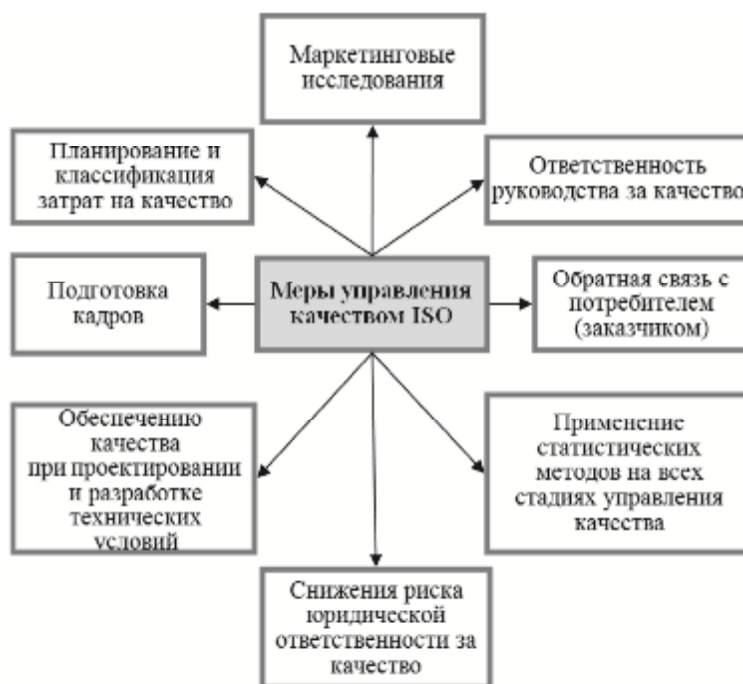 Маркетинговые
исследования
Планирование и
классификация
затрат на качество
Ответственность
руководства за качество
Подготовка
кадров
Меры управления
качеством ISO
Обратная связь с
потребителем
(заказчиком)
Обеспечению
качества
при проектировании
и разработке
технических
условий
Применение
статистических
методов на всех
стадиях управления
качества
Снижения риска
юридической
ответственности за
качество